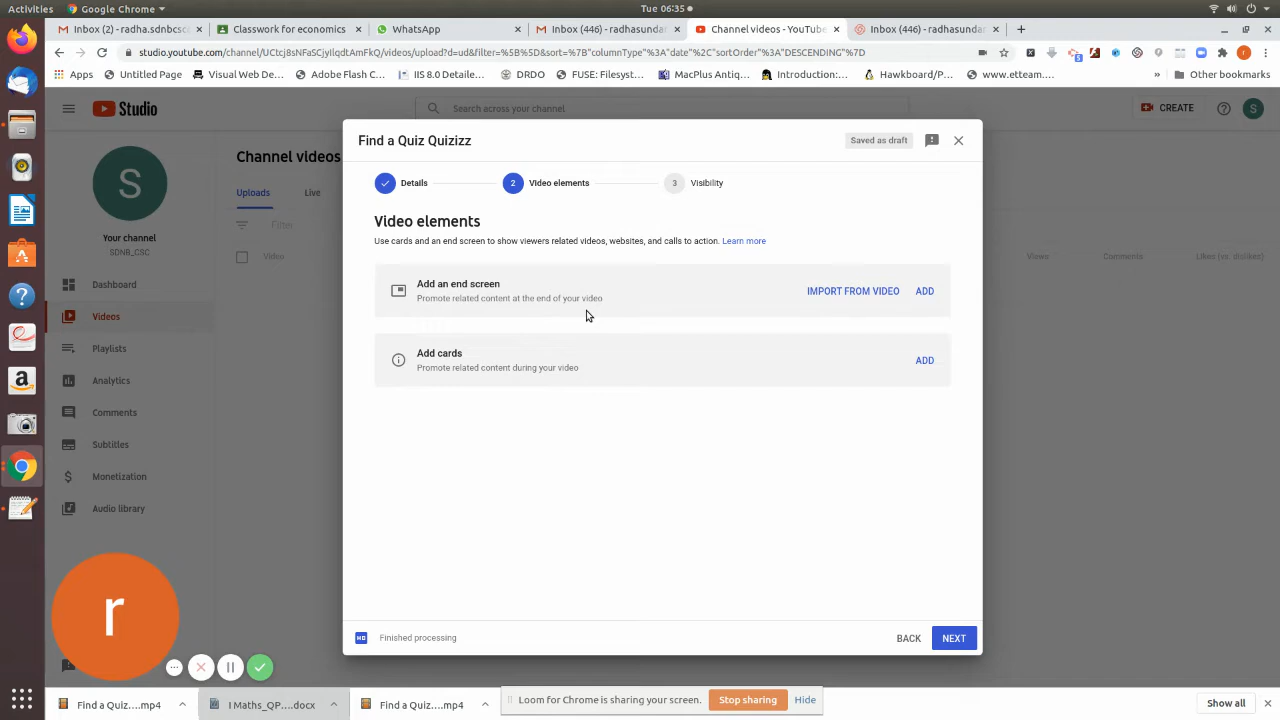 Activities
Google Chrome
Tue 06:35
Inbox (2) - radha.sdnbcsc
Classwork for economics
WhatsApp
Inbox (446) - radhasundar
Channel videos - YouTube
Inbox (446) - radhasundar
studio.youtube.com/channel/UCtcj8sNFaSCjyIlqdtAmFkQ/videos/upload?d=ud&filter=%5B%5D&sort=%7B"columnType"%3A"date"%2C"sortOrder"%3A"DESCENDING"%7D
Apps
Untitled Page
Visual Web De...
Adobe Flash C...
IIS 8.0 Detaile...
DRDO
FUSE: Filesyst...
MacPlus Antiq...
Introduction:...
Hawkboard/P...
www.etteam....
»
Other bookmarks
Studio
Search across your channel
CREATE
S
Your channel
SDNB_CSC
Dashboard
Videos
Playlists
Analytics
Comments
Subtitles
Monetization
Audio library
Channel videos
Uploads
Live
Filter
Video
Views
Comments
Likes (vs. dislikes)
Find a Quiz Quizizz
Saved as draft
Details
2
Video elements
3
Visibility
Video elements
Use cards and an end screen to show viewers related videos, websites, and calls to action. Learn more
Add an end screen
Promote related content at the end of your video
IMPORT FROM VIDEO
ADD
Add cards
Promote related content during your video
ADD
HD
Finished processing
BACK
NEXT
r
Find a Quiz....mp4
I Maths_QP....docx
Find a Quiz....mp4
Loom for Chrome is sharing your screen.
Stop sharing
Hide
Show all